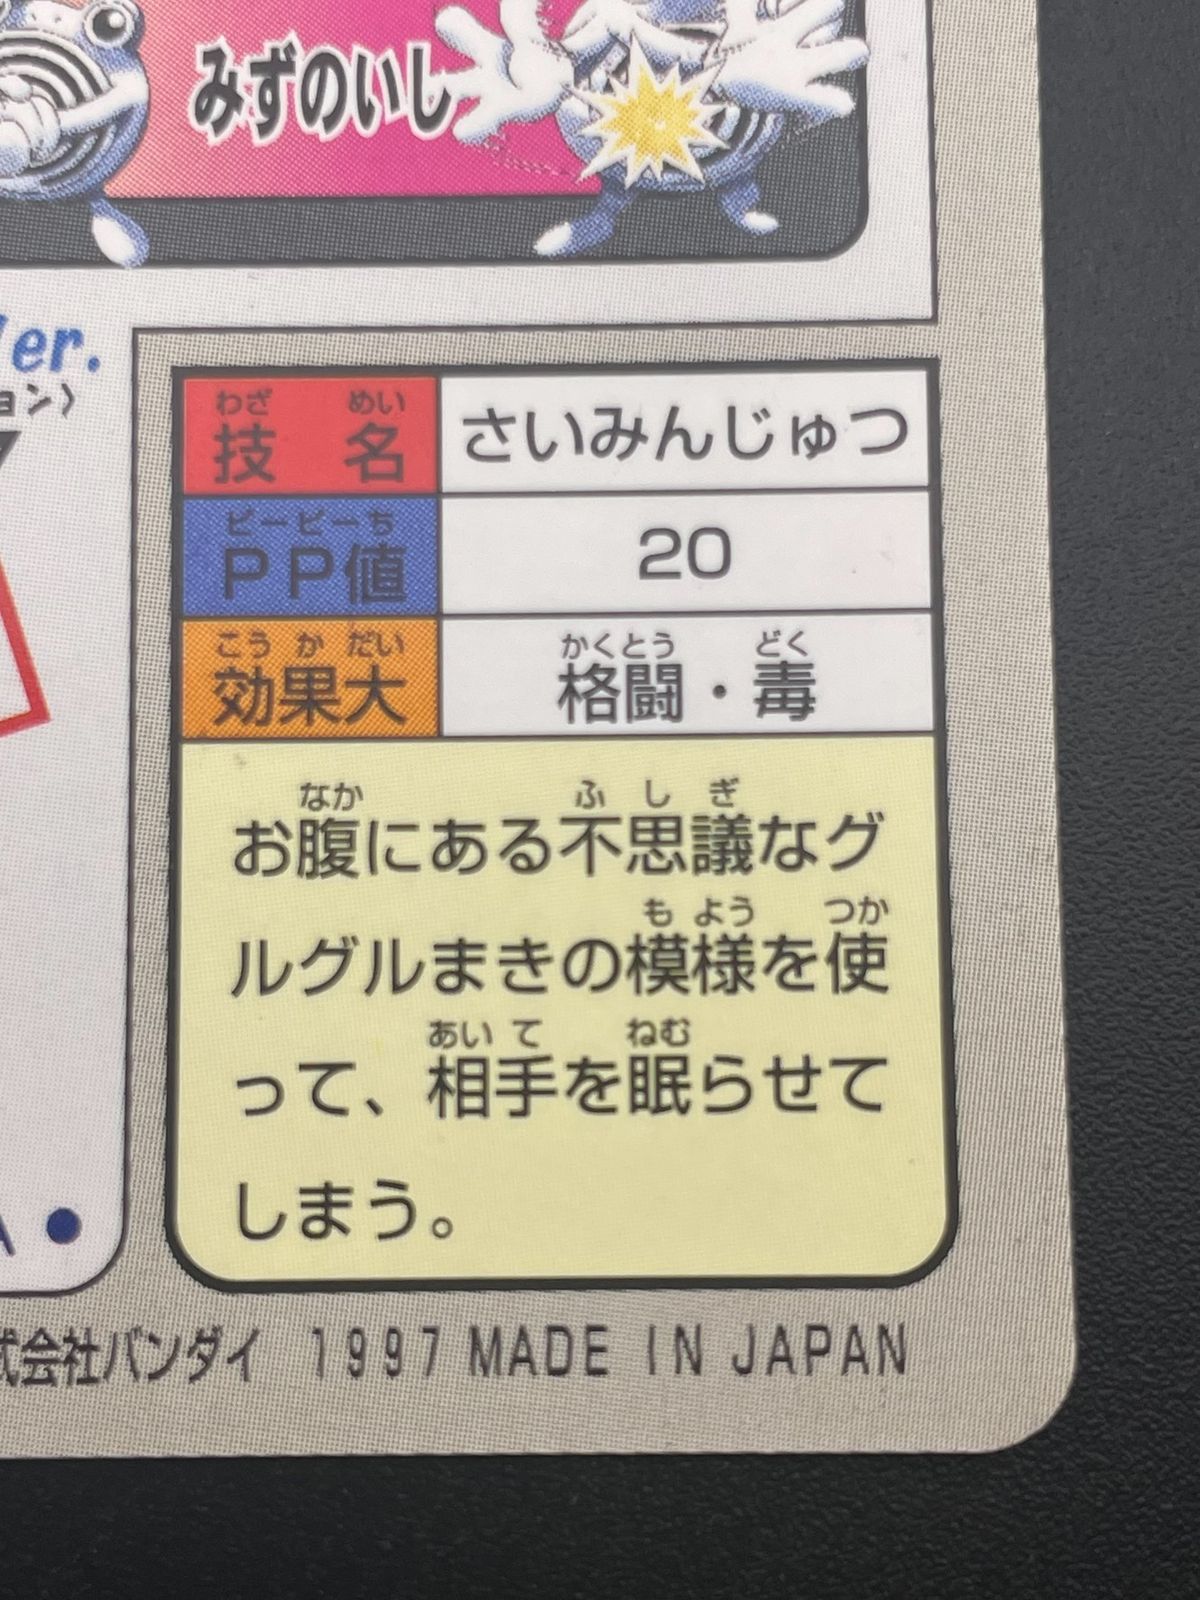 みずのいし
er.
ョン〉
わざ めい
技名
さいみんじゅつ
ピーピーち
PP値
20
こうかだい
効果大
かくとう どく
格闘・毒
なか ふしぎ
お腹にある不思議なグ
もよう つか
ルグルまきの模様を使
あいて ねむ
って、相手を眠らせて
しまう。
A ●
式会社バンダイ 1997 MADE IN JAPAN